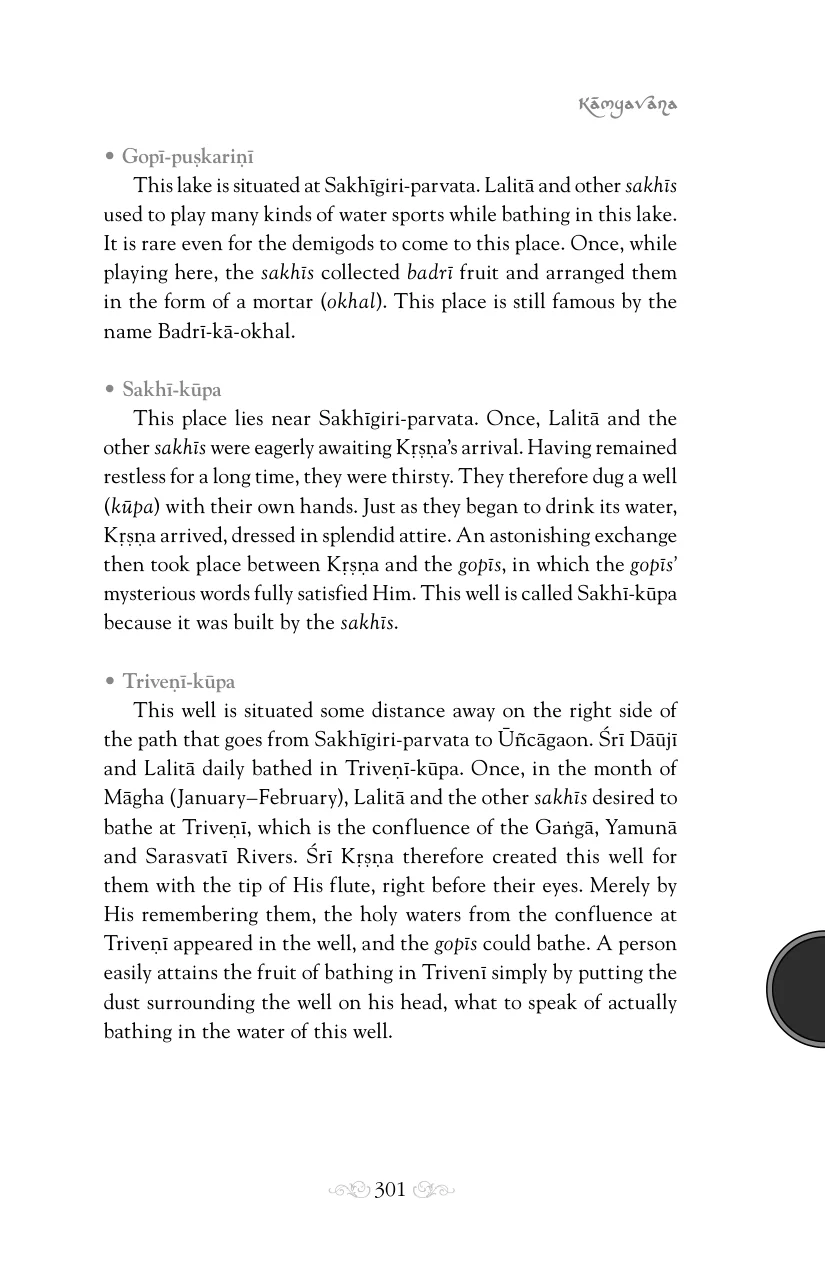 Kāmyavāṇa
• Gopī-puṣkariṇī
This lake is situated at Sakhīgiri-parvata. Lalitā and other sakhīs
used to play many kinds of water sports while bathing in this lake.
It is rare even for the demigods to come to this place. Once, while
playing here, the sakhīs collected badrī fruit and arranged them
in the form of a mortar (okhal). This place is still famous by the
name Badrī-kā-okhal.
• Sakhī-kūpa
This place lies near Sakhīgiri-parvata. Once, Lalitā and the
other sakhīs were eagerly awaiting Kṛṣṇa’s arrival. Having remained
restless for a long time, they were thirsty. They therefore dug a well
(kūpa) with their own hands. Just as they began to drink its water,
Kṛṣṇa arrived, dressed in splendid attire. An astonishing exchange
then took place between Kṛṣṇa and the gopīs, in which the gopīs’
mysterious words fully satisfied Him. This well is called Sakhī-kūpa
because it was built by the sakhīs.
• Triveṇī-kūpa
This well is situated some distance away on the right side of
the path that goes from Sakhīgiri-parvata to Ūñcāgaon. Śrī Dāūjī
and Lalitā daily bathed in Triveṇī-kūpa. Once, in the month of
Māgha (January–February), Lalitā and the other sakhīs desired to
bathe at Triveṇī, which is the confluence of the Gaṅgā, Yamunā
and Sarasvatī Rivers. Śrī Kṛṣṇa therefore created this well for
them with the tip of His flute, right before their eyes. Merely by
His remembering them, the holy waters from the confluence at
Triveṇī appeared in the well, and the gopīs could bathe. A person
easily attains the fruit of bathing in Trivenī simply by putting the
dust surrounding the well on his head, what to speak of actually
bathing in the water of this well.
301